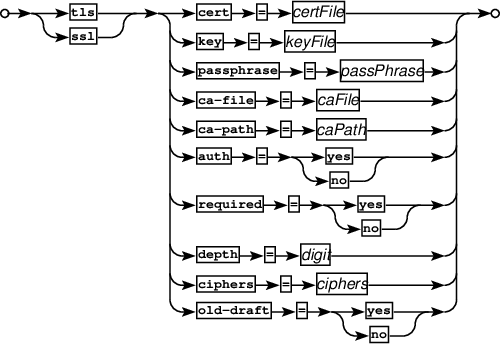 tls cert = certFile
ssl
key = keyFile
passphrase = passPhrase
ca-file = caFile
ca-path = caPath
auth = yes
no
required = yes
no
depth = digit
ciphers = ciphers
old-draft = yes
no